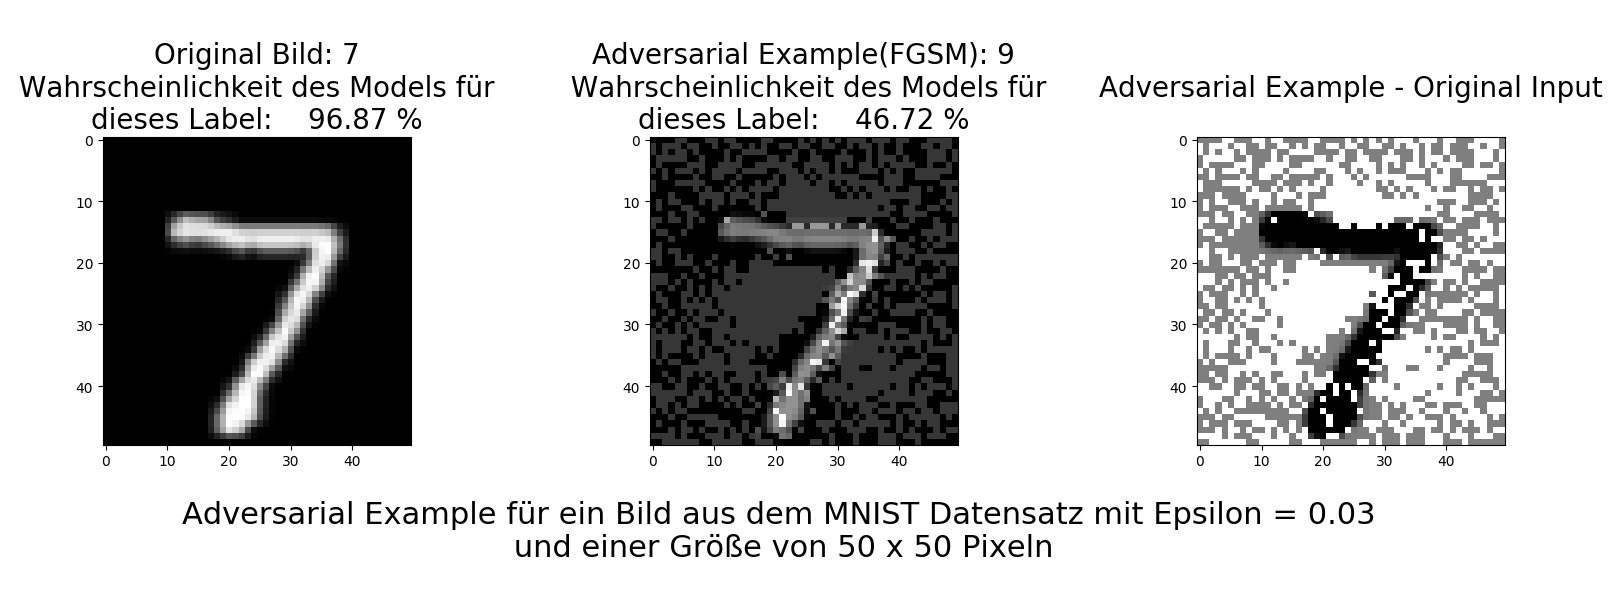 Original Bild: 7
Wahrscheinlichkeit des Models für
dieses Label: 96.87 %
Adversarial Example(FGSM): 9
Wahrscheinlichkeit des Models für
dieses Label: 46.72 %
Adversarial Example - Original Input
0
10
20
30
40
0 10 20 30 40
0
10
20
30
40
0 10 20 30 40
0
10
20
30
40
0 10 20 30 40
Adversarial Example für ein Bild aus dem MNIST Datensatz mit Epsilon = 0.03
und einer Größe von 50 x 50 Pixeln